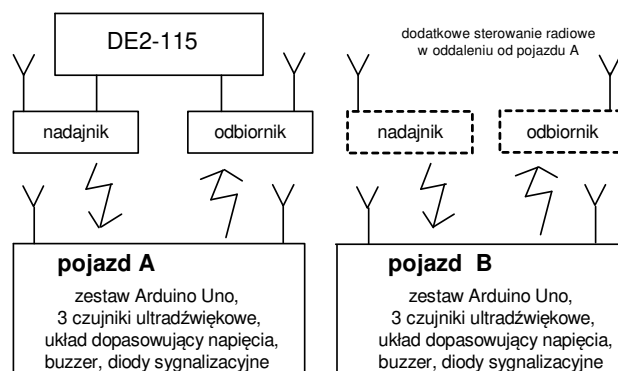 DE2-115
dodatkowe sterowanie radiowe
w oddaleniu od pojazdu A
nadajnik
odbiornik
nadajnik
odbiornik
pojazd A
zestaw Arduino Uno,
3 czujniki ultradźwiękowe,
układ dopasowujący napięcia,
buzzer, diody sygnalizacyjne
pojazd B
zestaw Arduino Uno,
3 czujniki ultradźwiękowe,
układ dopasowujący napięcia,
buzzer, diody sygnalizacyjne